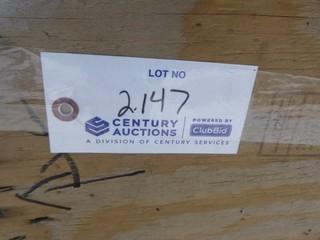 LOT NO
2147
CENTURY AUCTIONS
POWERED BY
ClubBid
A DIVISION OF CENTURY SERVICES